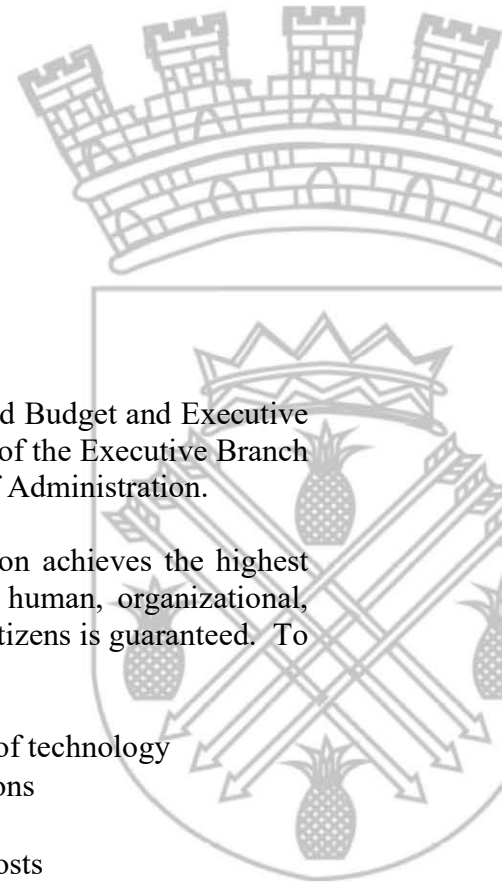 d Budget and Executive
of the Executive Branch
Administration.
on achieves the highest
human, organizational,
tizens is guaranteed. To
of technology
ons
osts